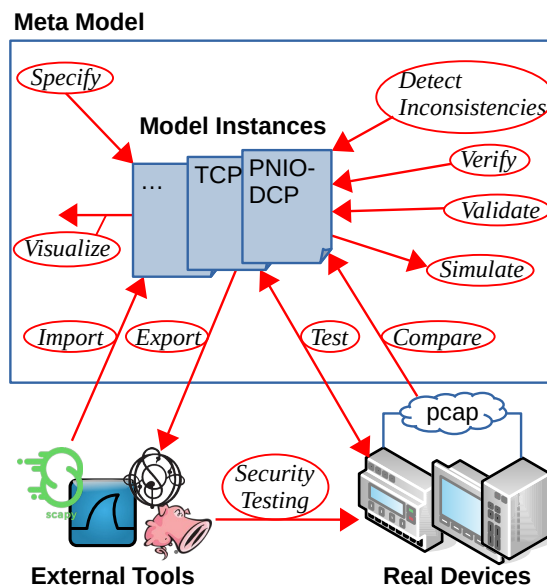 Meta Model
Specify
Detect
Inconsistencies
Model Instances
Verify
...
TCP
PNIO-
DCP
Validate
Visualize
Simulate
Import
Export
Test
Compare
pcap
scapy
Security
Testing
External Tools
Real Devices